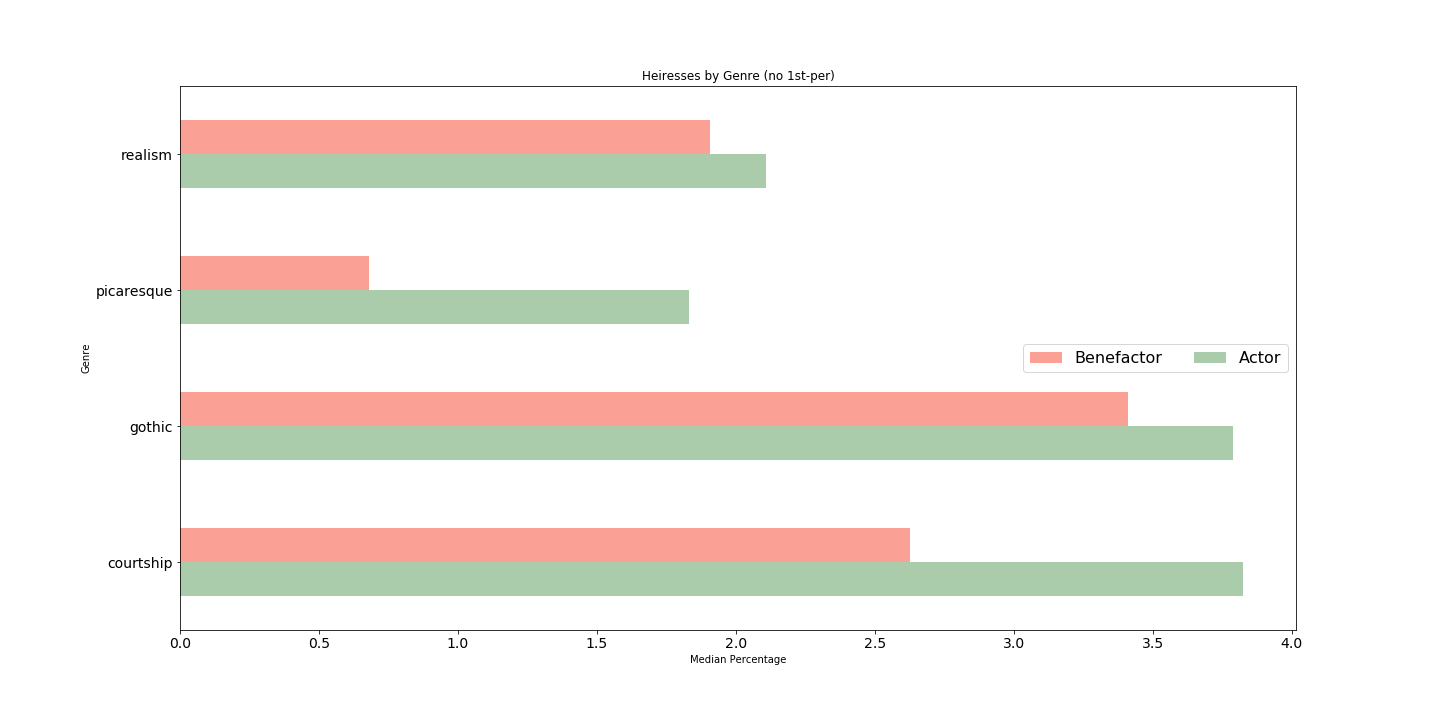 Heiresses by Genre (no 1st-per)
realism
picaresque
Genre
Benefactor Actor
gothic
courtship
0.0 0.5 1.0 1.5 2.0 2.5 3.0 3.5 4.0
Median Percentage